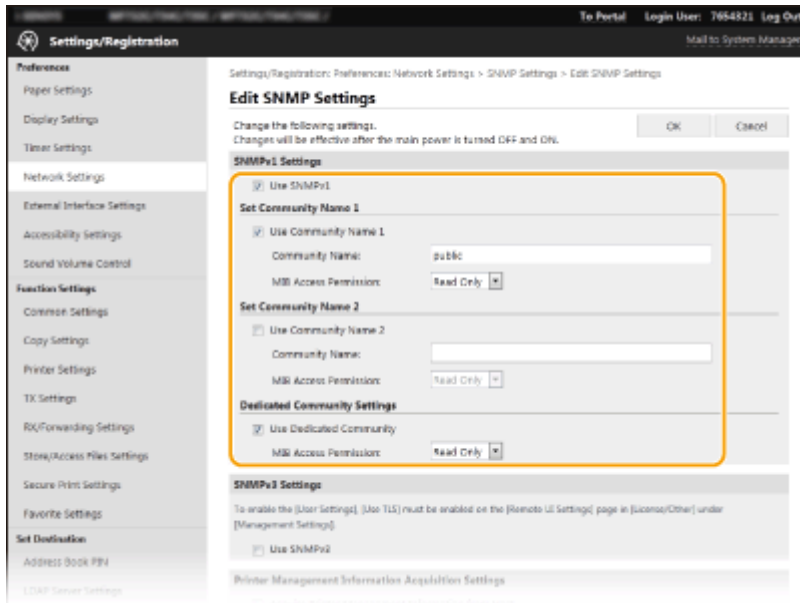 To Portal Login User: 7654321 Log Out
Settings/Registration
Mail to System Manager
Preferences
Paper Settings
Display Settings
Timer Settings
Network Settings
External Interface Settings
Accessibility Settings
Sound Volume Control
Function Settings
Common Settings
Copy Settings
Printer Settings
TX Settings
RX/Forwarding Settings
Store/Access Files Settings
Secure Print Settings
Favorite Settings
Set Destination
Address Book PIN
LDAP Server Settings
Settings/Registration: Preferences: Network Settings > SNMP Settings > Edit SNMP Settings
Edit SNMP Settings
Change the following settings.
Changes will be effective after the main power is turned OFF and ON.
OK Cancel
SNMPv1 Settings
Use SNMPv1
Set Community Name 1
Use Community Name 1
Community Name: public
MIB Access Permission: Read Only
Set Community Name 2
Use Community Name 2
Community Name:
MIB Access Permission: Read Only
Dedicated Community Settings
Use Dedicated Community
MIB Access Permission: Read Only
SNMPv3 Settings
To enable the [User Settings], [Use TLS] must be enabled on the [Remote UI Settings] page in [License/Other] under
[Management Settings].
Use SNMPv3
Printer Management Information Acquisition Settings